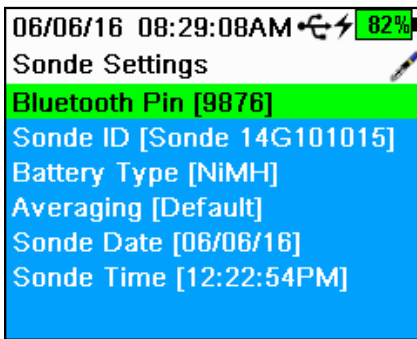 06/06/16 08:29:08AM 82%
Sonde Settings
Bluetooth Pin [9876]
Sonde ID [Sonde 14G101015]
Battery Type [NiMH]
Averaging [Default]
Sonde Date [06/06/16]
Sonde Time [12:22:54PM]